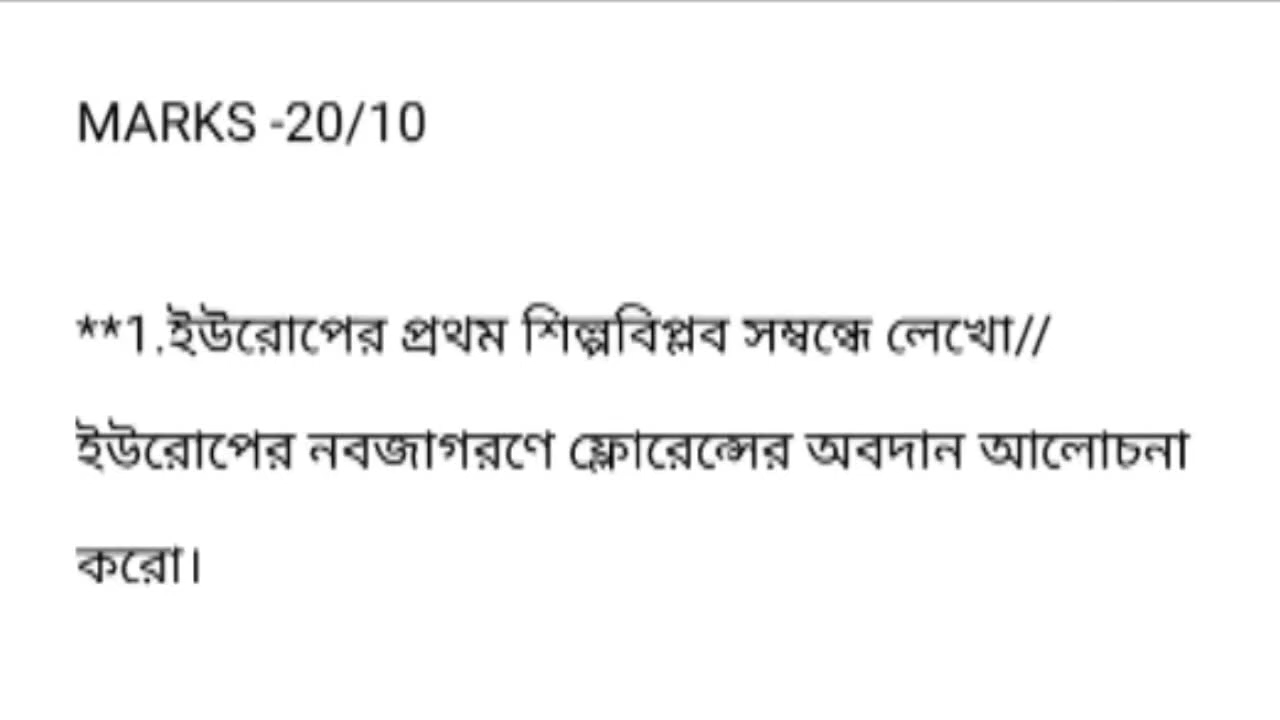 MARKS -20/10
**1.ইউরোপের প্রথম শিল্পবিপ্লব সম্বন্ধে লেখো//
ইউরোপের নবজাগরণে ফ্লোরেন্সের অবদান আলোচনা
করো।